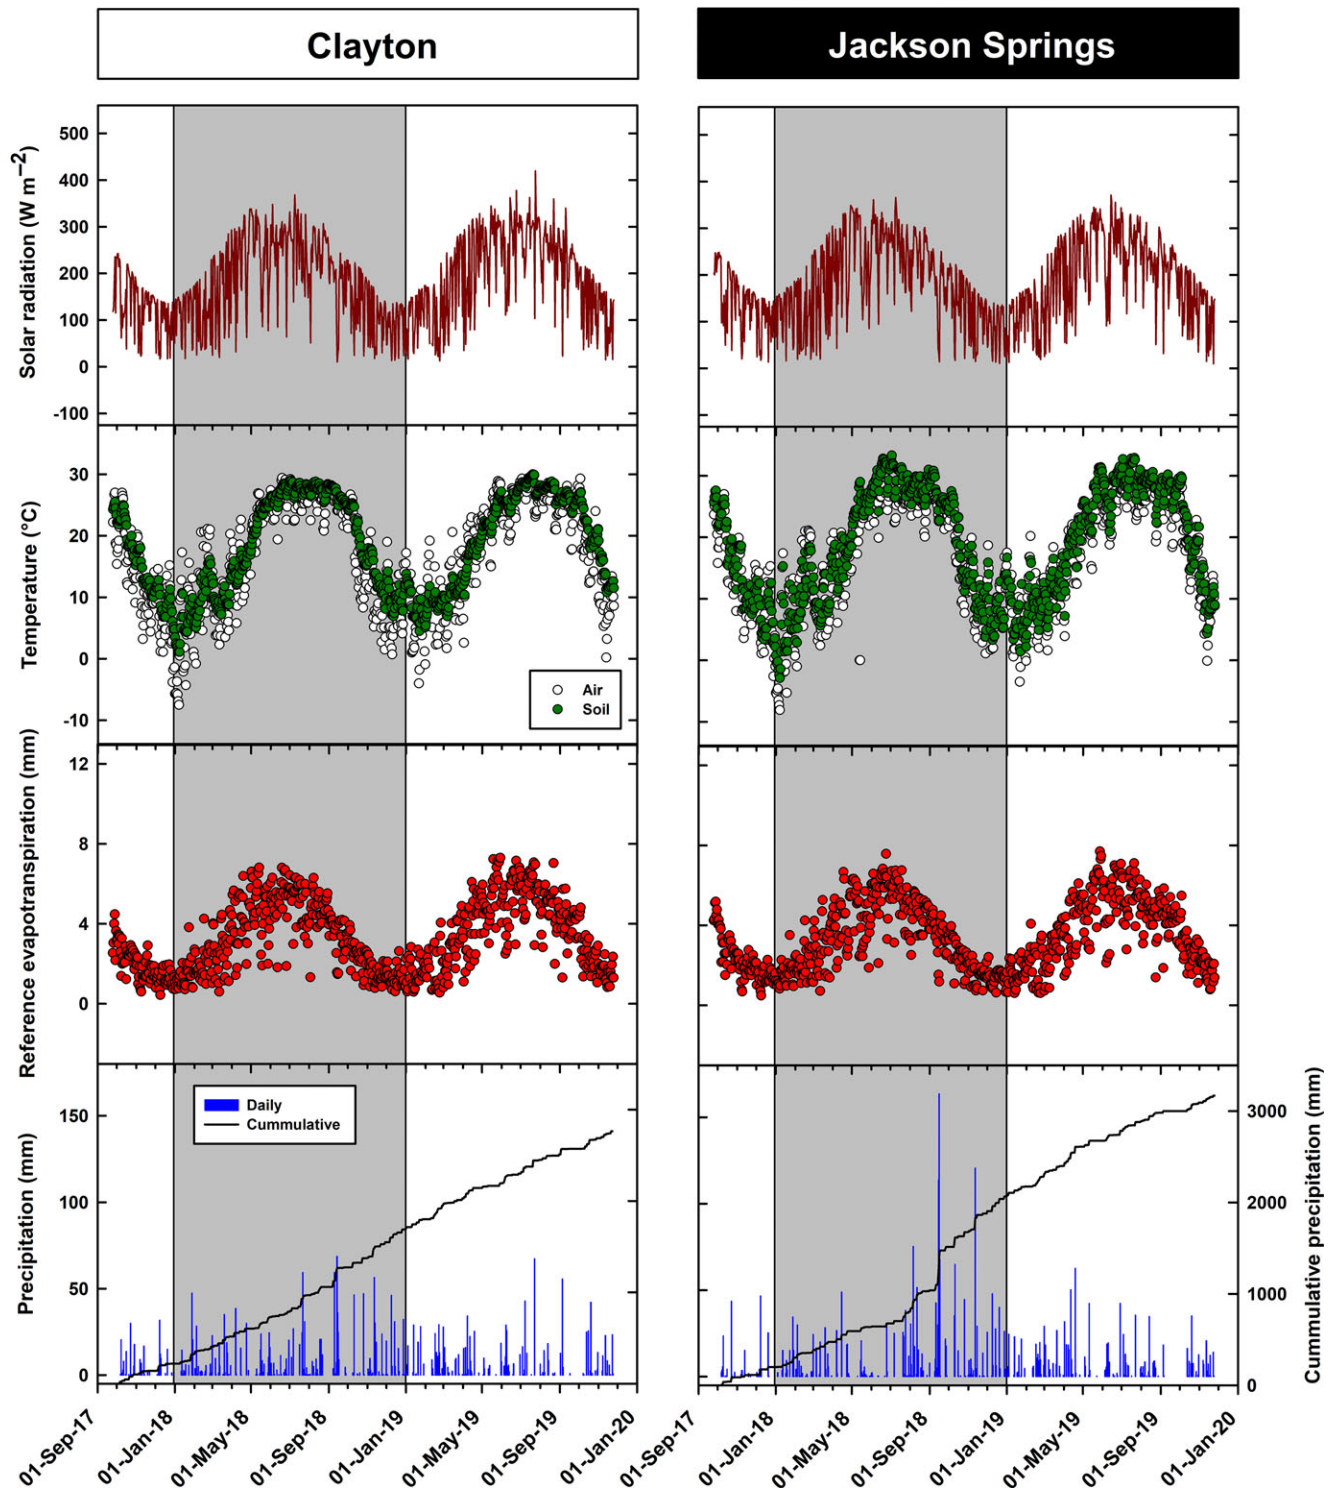 Clayton
Jackson Springs
Solar radiation (W m−2)
500
400
300
200
100
0
-100
Temperature (°C)
30
20
10
0
-10
Air
Soil
Reference evapotranspiration (mm)
12
8
4
0
Precipitation (mm)
150
100
50
0
Daily
Cummulative
3000
2000
1000
0
Cumulative precipitation (mm)
01-Sep-17
01-Jan-18
01-May-18
01-Sep-18
01-Jan-19
01-May-19
01-Sep-19
01-Jan-20
01-Sep-17
01-Jan-18
01-May-18
01-Sep-18
01-Jan-19
01-May-19
01-Sep-19
01-Jan-20